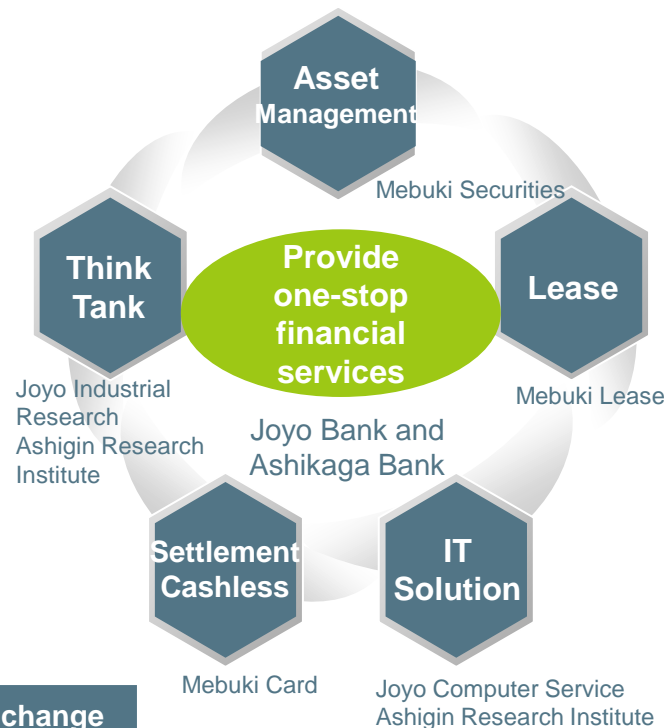 Asset
Management
Mebuki Securities
Think
Tank
Provide
one-stop
financial
services
Lease
Joyo Industrial
Research
Ashigin Research
Institute
Mebuki Lease
Joyo Bank and
Ashikaga Bank
Settlement
Cashless
IT
Solution
Mebuki Card
Joyo Computer Service
Ashigin Research Institute
change